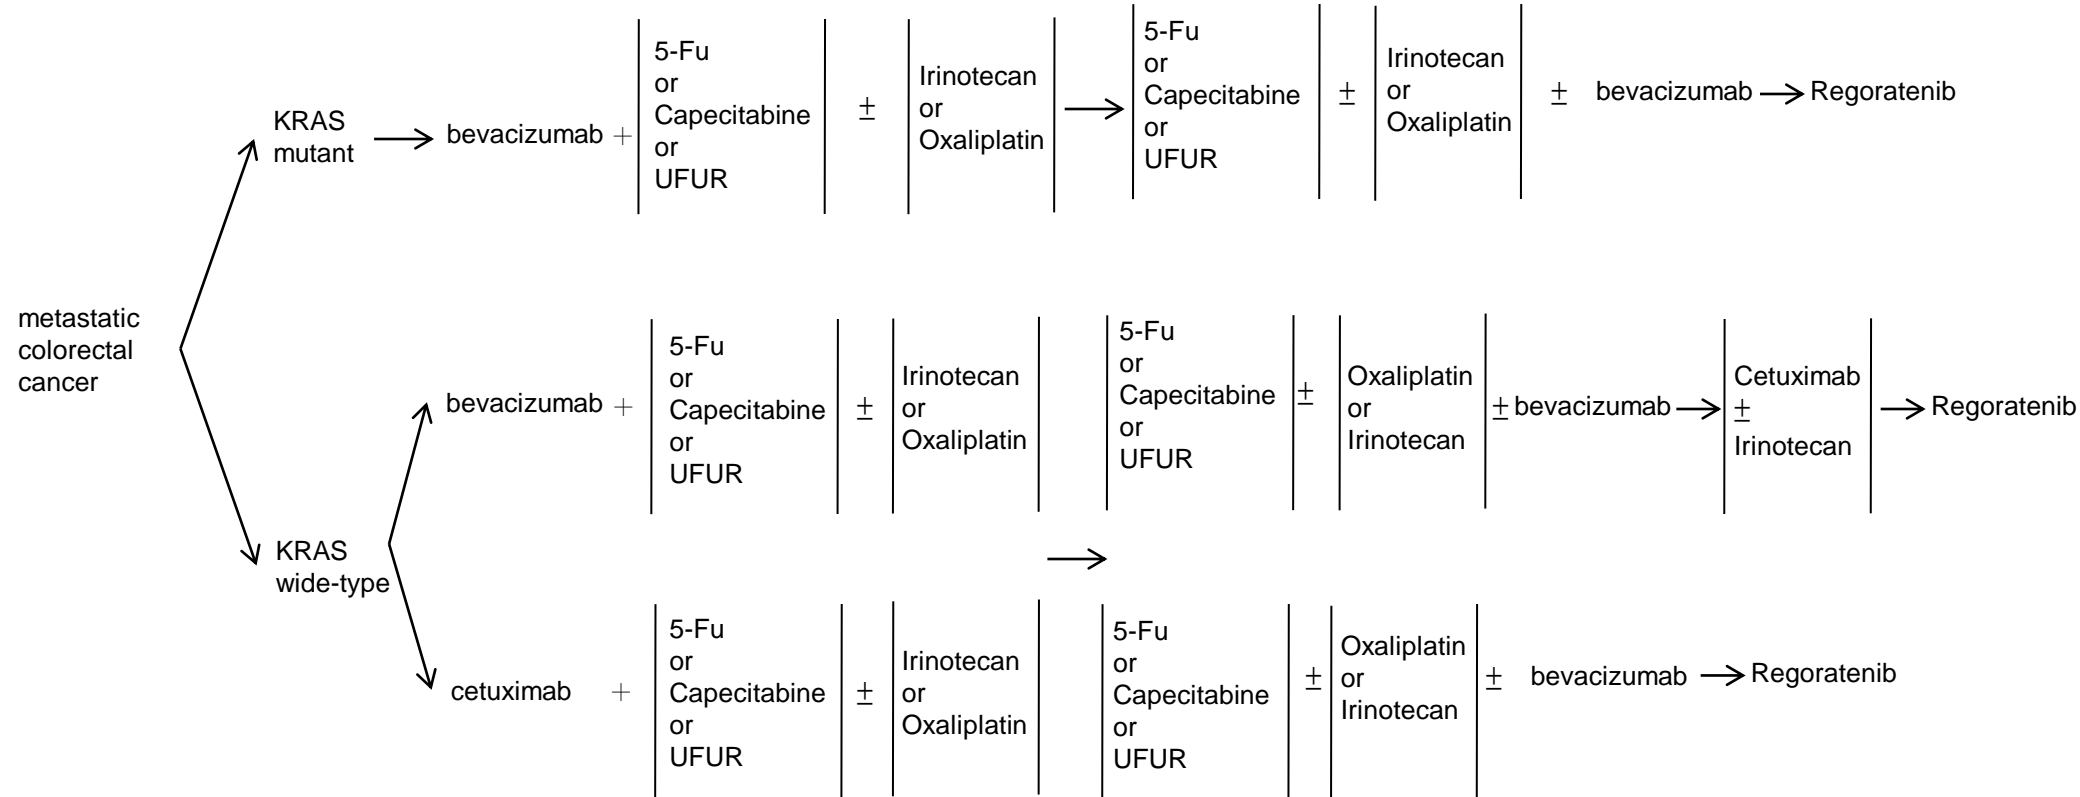 metastatic
colorectal
cancer
KRAS
mutant
bevacizumab +
5-Fu
or
Capecitabine
or
UFUR
±
Irinotecan
or
Oxaliplatin
5-Fu
or
Capecitabine
or
UFUR
±
Irinotecan
or
Oxaliplatin
±
bevacizumab
Regoratenib
KRAS
wide-type
bevacizumab +
5-Fu
or
Capecitabine
or
UFUR
±
Irinotecan
or
Oxaliplatin
5-Fu
or
Capecitabine
or
UFUR
±
Oxaliplatin
or
Irinotecan
± bevacizumab
Cetuximab
±
Irinotecan
Regoratenib
cetuximab +
5-Fu
or
Capecitabine
or
UFUR
±
Irinotecan
or
Oxaliplatin
5-Fu
or
Capecitabine
or
UFUR
±
Oxaliplatin
or
Irinotecan
±
bevacizumab
Regoratenib